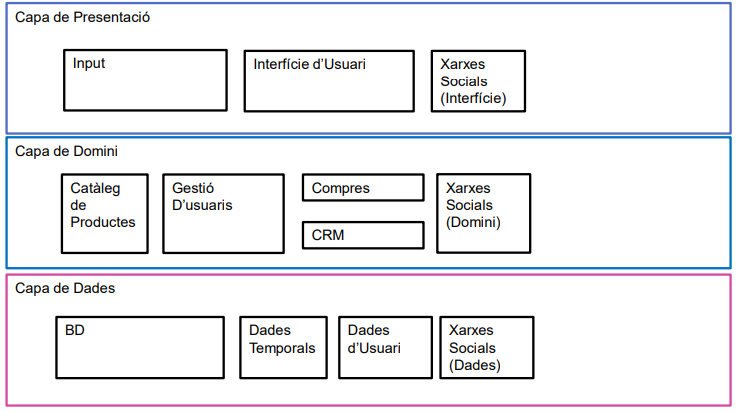 Capa de Presentació
Input
Interfície d'Usuari
Xarxes
Socials
(Interfície)
Capa de Domini
Catàleg
de
Productes
Gestió
D'usuaris
Compres
CRM
Xarxes
Socials
(Domini)
Capa de Dades
BD
Dades
Temporals
Dades
d'Usuari
Xarxes
Socials
(Dades)